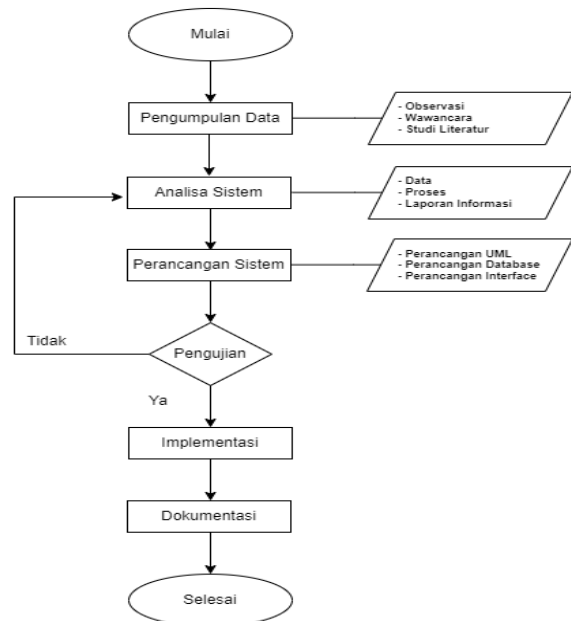 Mulai
Pengumpulan Data
- Observasi
- Wawancara
- Studi Literatur
Analisa Sistem
- Data
- Proses
- Laporan Informasi
Perancangan Sistem
- Perancangan UML
- Perancangan Database
- Perancangan Interface
Tidak
Pengujian
Ya
Implementasi
Dokumentasi
Selesai